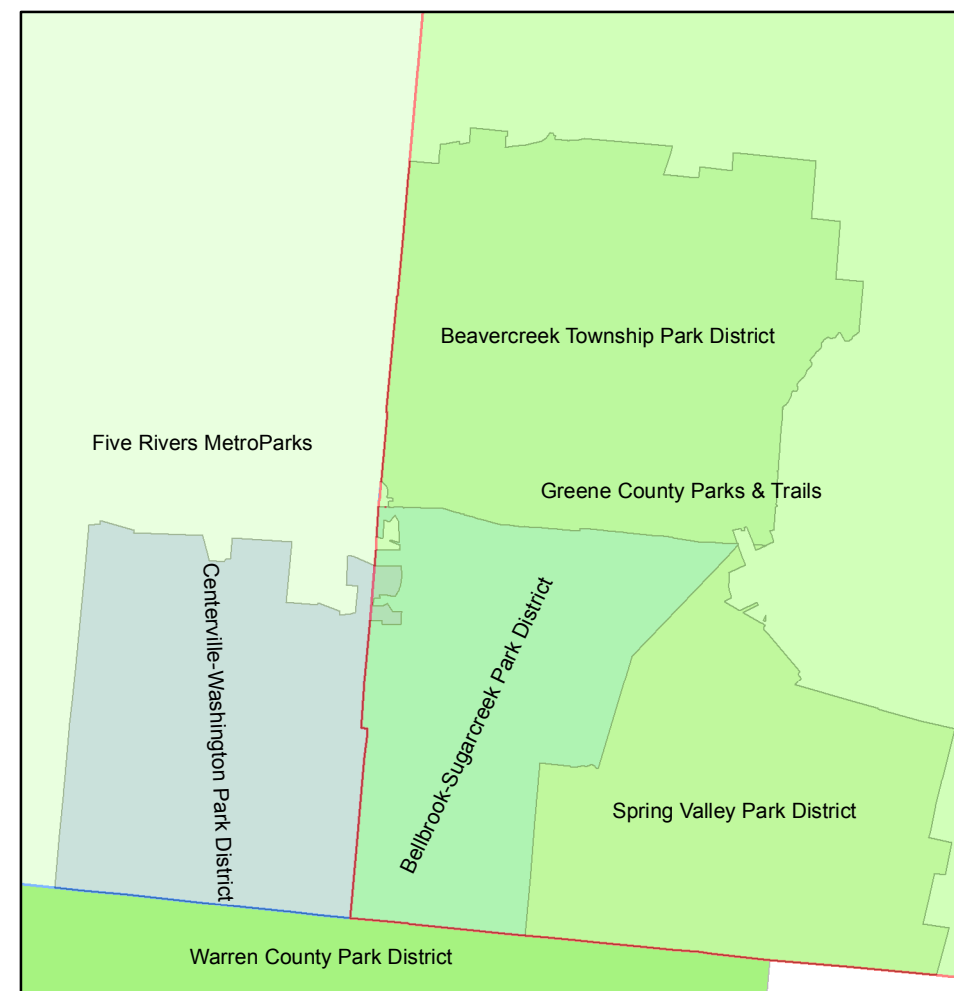 Beavercreek Township Park District
Five Rivers MetroParks
Greene County Parks & Trails
Centerville-Washington Park District
Bellbrook-Sugarcreek Park District
Spring Valley Park District
Warren County Park District